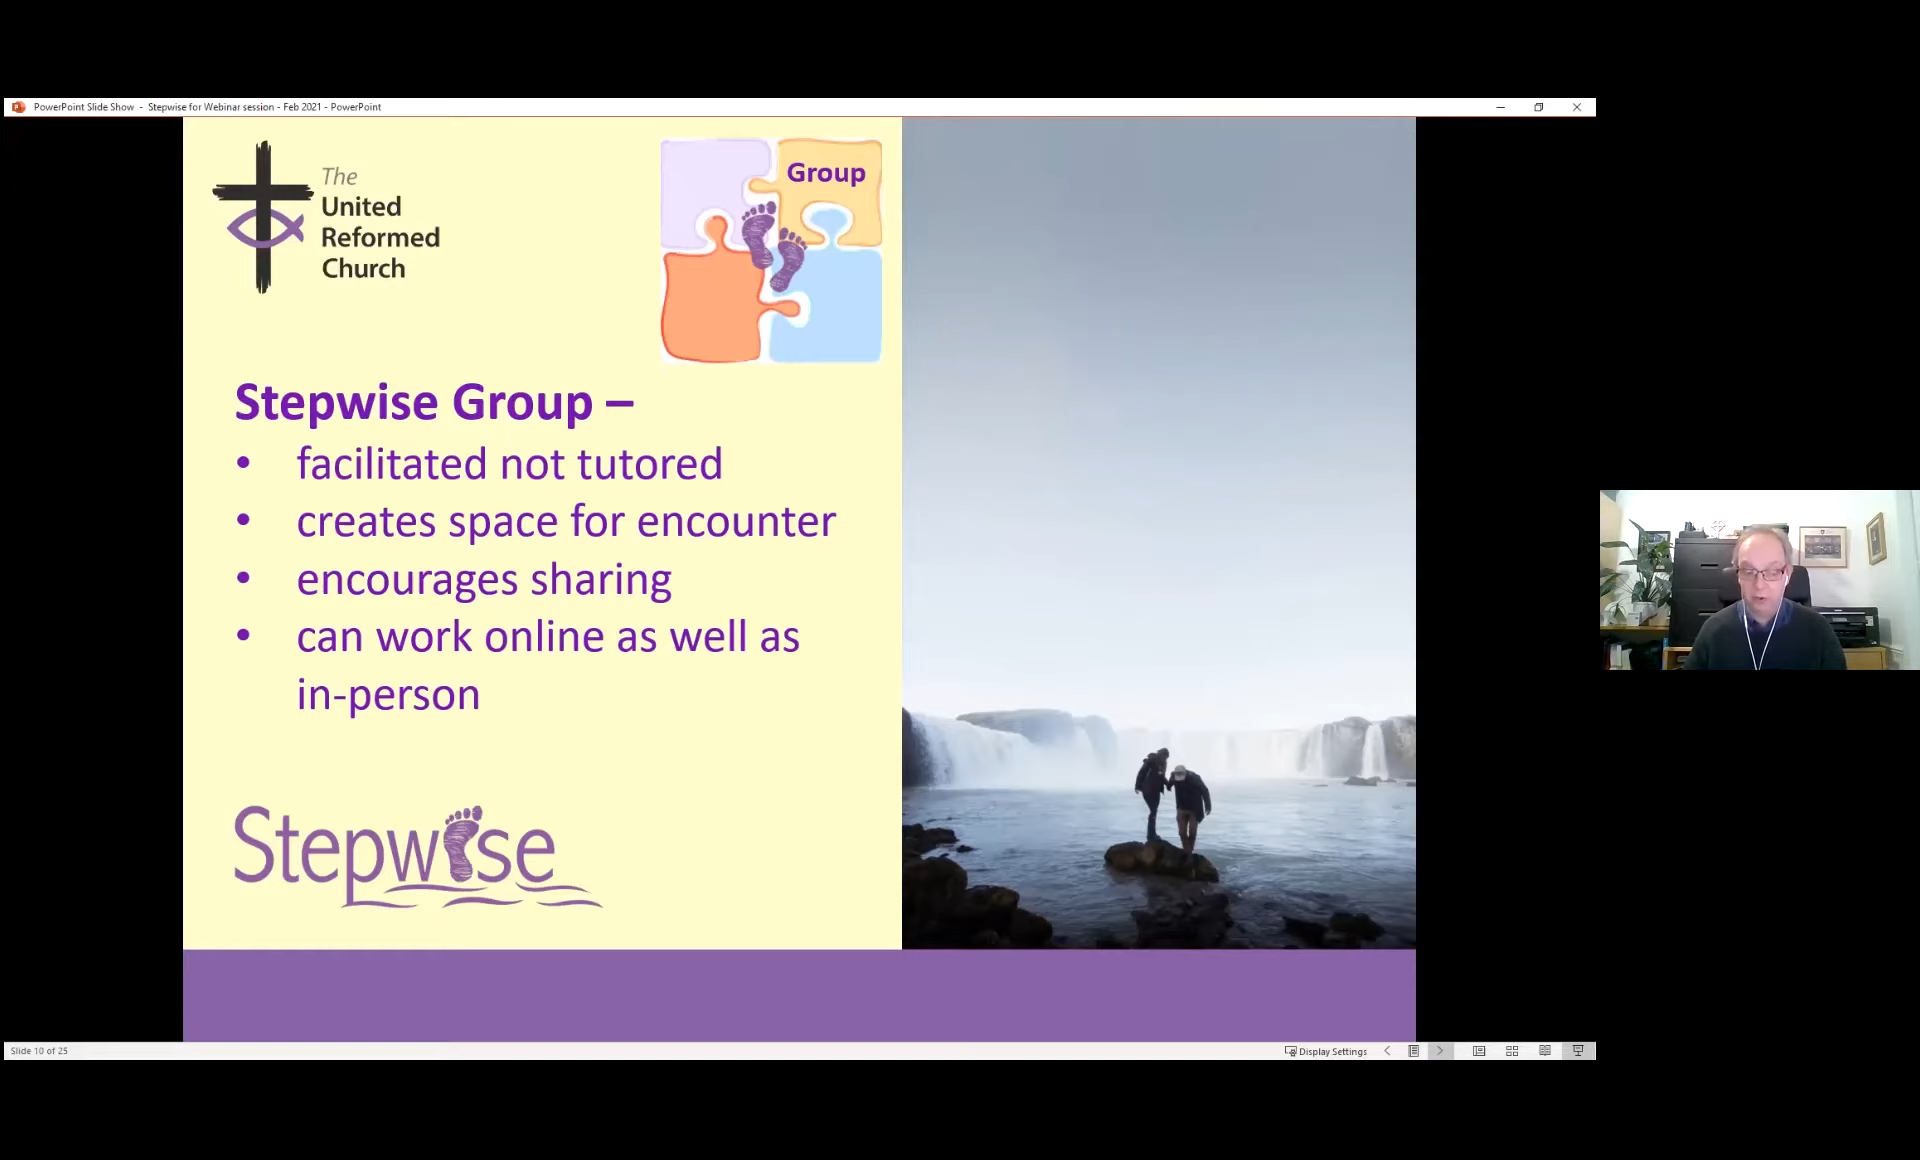 PowerPoint Slide Show - Stepwise for Webinar session - Feb 2021 - PowerPoint
The
United
Reformed
Church
Group
Stepwise Group –
• facilitated not tutored
• creates space for encounter
• encourages sharing
• can work online as well as
in-person
Stepwise
Slide 10 of 25
Display Settings